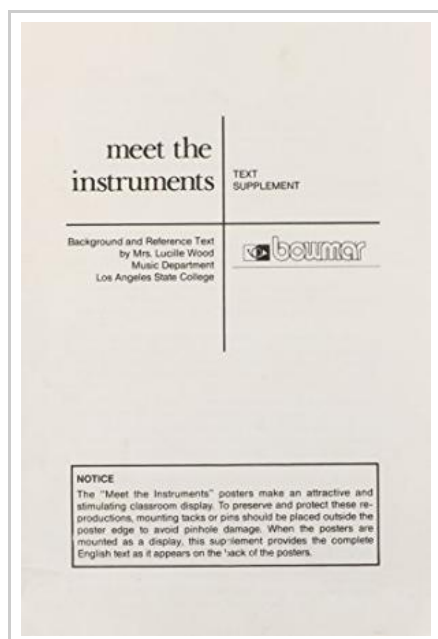 meet the
instruments
TEXT
SUPPLEMENT
Background and Reference Text
by Mrs. Lucille Wood
Music Department
Los Angeles State College
bowmar
NOTICE
The "Meet the Instruments" posters make an attractive and
stimulating classroom display. To preserve and protect these re-
productions, mounting tacks or pins should be placed outside the
poster edge to avoid pinhole damage. When the posters are
mounted as a display, this supplement provides the complete
English text as it appears on the back of the posters.